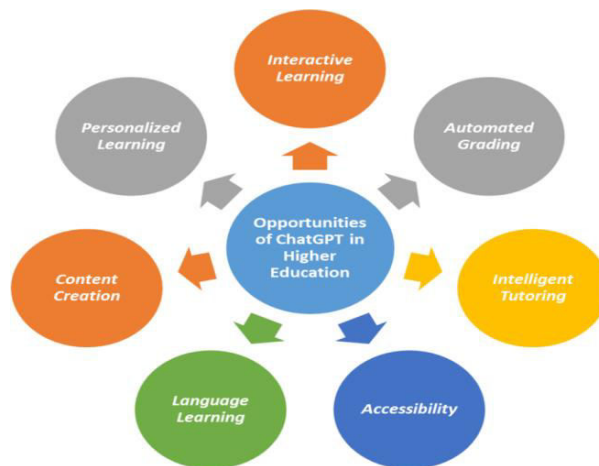 Interactive
Learning
Personalized
Learning
Automated
Grading
Opportunities
of ChatGPT in
Higher
Education
Content
Creation
Intelligent
Tutoring
Language
Learning
Accessibility